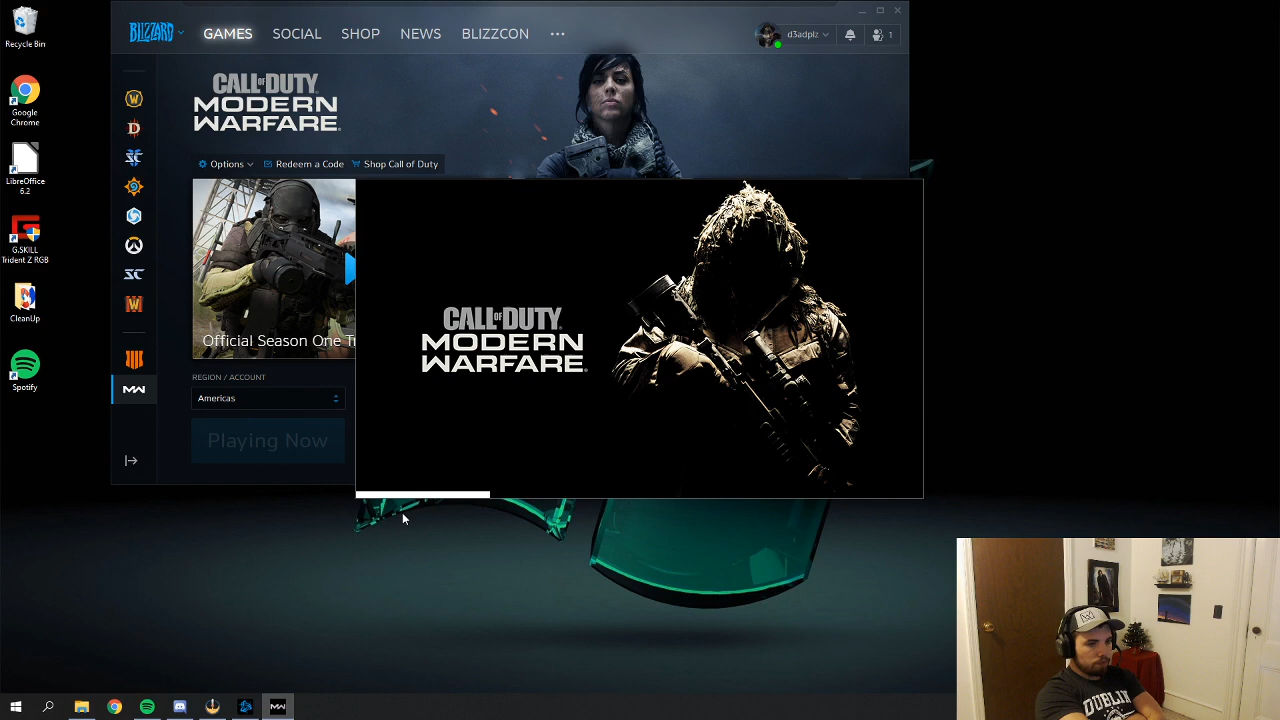 Recycle Bin
Google
Chrome
LibreOffice
6.2
G.SKILL
Trident Z RGB
CleanUp
Spotify
BLIZZARD
GAMES
SOCIAL
SHOP
NEWS
BLIZZCON
d3adplz
1
CALL OF DUTY
MODERN
WARFARE
Options
Redeem a Code
Shop Call of Duty
Official Season One Tr
REGION / ACCOUNT
Americas
Playing Now
CALL OF DUTY
MODERN
WARFARE
DUBLIN